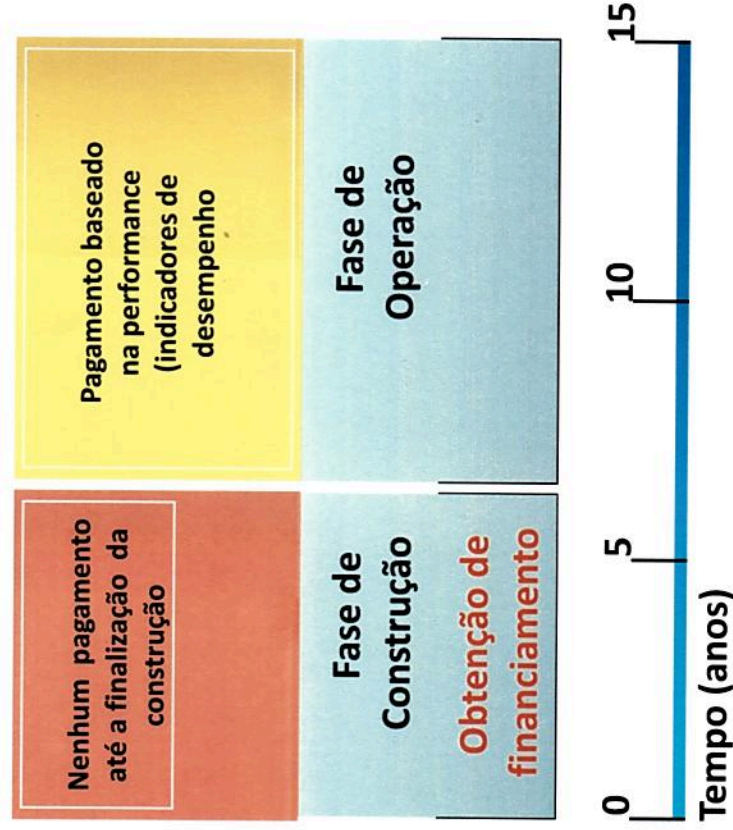 Nenhum pagamento
até a finalização da
construção
Pagamento baseado
na performance
(indicadores de
desempenho
Fase de
Construção
Fase de
Operação
Obtenção de
financiamento
0
5
10
15
Tempo (anos)